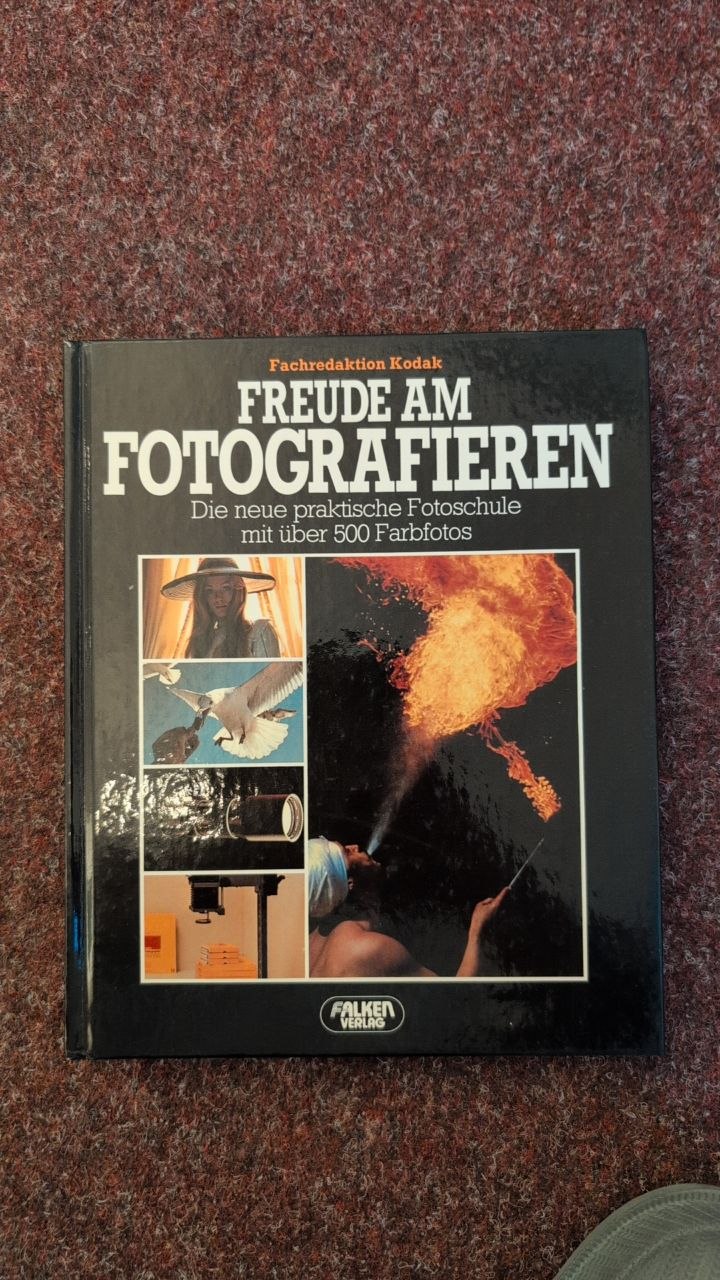 Fachredaktion Kodak
FREUDE AM
FOTOGRAFIEREN
Die neue praktische Fotoschule
mit über 500 Farbfotos
FALKEN
VERLAG